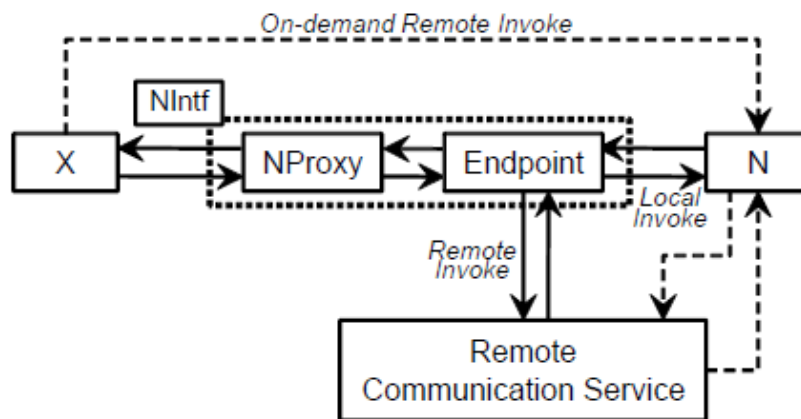 On-demand Remote Invoke
NIntf
X
NProxy
Endpoint
N
Local
Invoke
Remote
Invoke
Remote
Communication Service